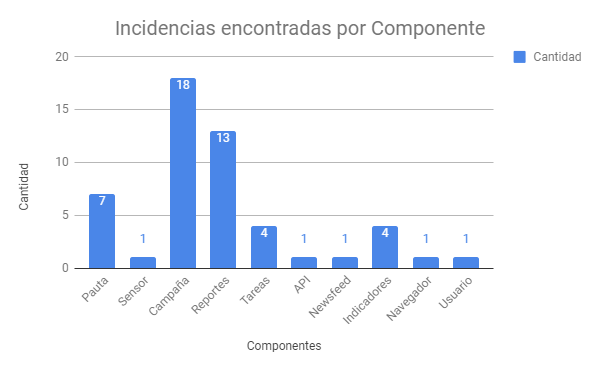 Incidencias encontradas por Componente
Cantidad
20
15
10
5
0
Cantidad
7
1
18
13
4
1
1
4
1
1
Pauta
Sensor
Campaña
Reportes
Tareas
API
Newsfeed
Indicadores
Navegador
Usuario
Componentes